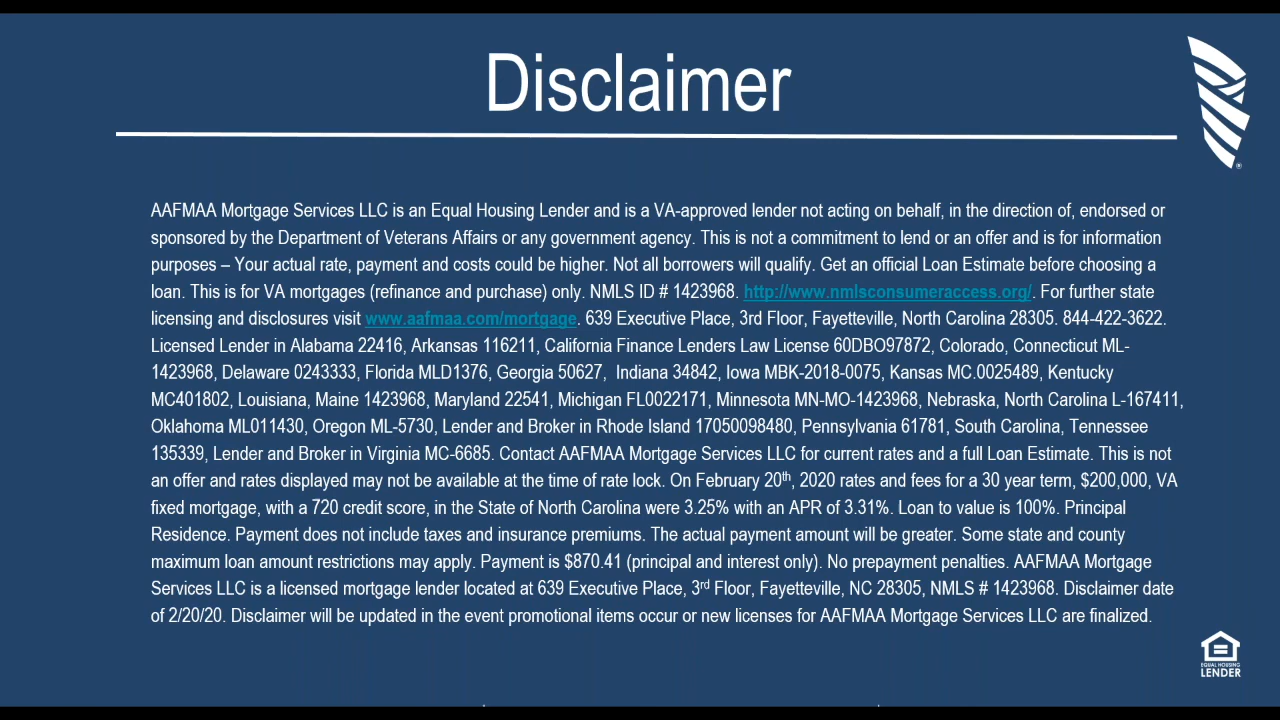 Disclaimer
AAFMAA Mortgage Services LLC is an Equal Housing Lender and is a VA-approved lender not acting on behalf, in the direction of, endorsed or
sponsored by the Department of Veterans Affairs or any government agency. This is not a commitment to lend or an offer and is for information
purposes – Your actual rate, payment and costs could be higher. Not all borrowers will qualify. Get an official Loan Estimate before choosing a
loan. This is for VA mortgages (refinance and purchase) only. NMLS ID # 1423968. http://www.nmlsconsumeraccess.org/. For further state
licensing and disclosures visit www.aafmaa.com/mortgage. 639 Executive Place, 3rd Floor, Fayetteville, North Carolina 28305. 844-422-3622.
Licensed Lender in Alabama 22416, Arkansas 116211, California Finance Lenders Law License 60DBO97872, Colorado, Connecticut ML-
1423968, Delaware 0243333, Florida MLD1376, Georgia 50627, Indiana 34842, Iowa MBK-2018-0075, Kansas MC.0025489, Kentucky
MC401802, Louisiana, Maine 1423968, Maryland 22541, Michigan FL0022171, Minnesota MN-MO-1423968, Nebraska, North Carolina L-167411,
Oklahoma ML011430, Oregon ML-5730, Lender and Broker in Rhode Island 17050098480, Pennsylvania 61781, South Carolina, Tennessee
135339, Lender and Broker in Virginia MC-6685. Contact AAFMAA Mortgage Services LLC for current rates and a full Loan Estimate. This is not
an offer and rates displayed may not be available at the time of rate lock. On February 20th, 2020 rates and fees for a 30 year term, $200,000, VA
fixed mortgage, with a 720 credit score, in the State of North Carolina were 3.25% with an APR of 3.31%. Loan to value is 100%. Principal
Residence. Payment does not include taxes and insurance premiums. The actual payment amount will be greater. Some state and county
maximum loan amount restrictions may apply. Payment is $870.41 (principal and interest only). No prepayment penalties. AAFMAA Mortgage
Services LLC is a licensed mortgage lender located at 639 Executive Place, 3rd Floor, Fayetteville, NC 28305, NMLS # 1423968. Disclaimer date
of 2/20/20. Disclaimer will be updated in the event promotional items occur or new licenses for AAFMAA Mortgage Services LLC are finalized.
EQUAL HOUSING
LENDER